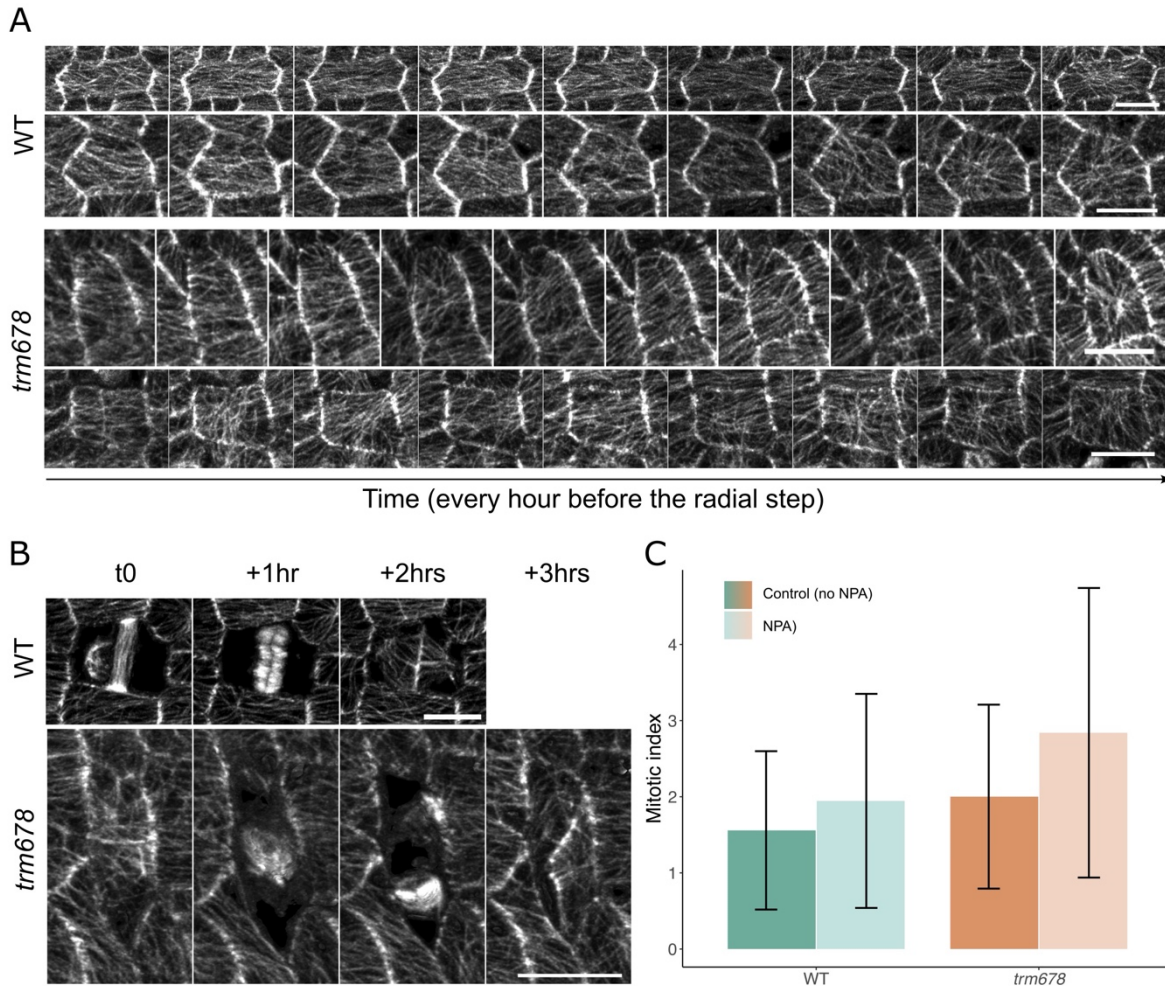 A
WT
trm678
Time (every hour before the radial step)
B
t0 +1hr +2hrs +3hrs
WT
trm678
C
Control (no NPA)
NPA)
Mitotic index
4
3
2
1
0
WT trm678